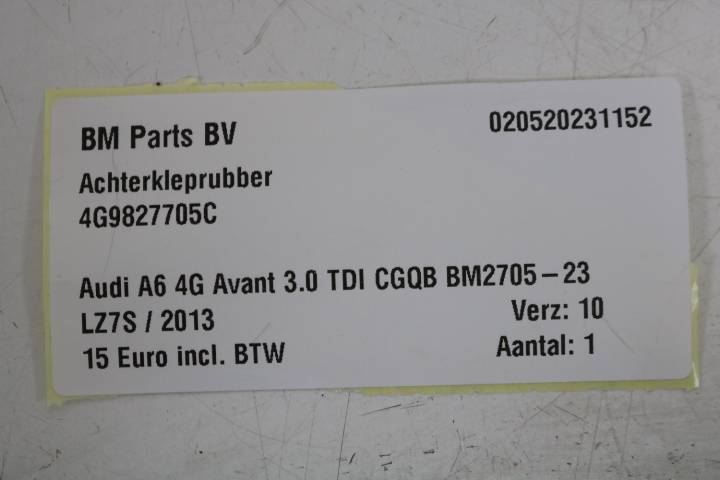 BM Parts BV 020520231152
Achterkleprubber
4G9827705C
Audi A6 4G Avant 3.0 TDI CGQB BM2705-23
LZ7S / 2013 Verz: 10
15 Euro incl. BTW Aantal: 1